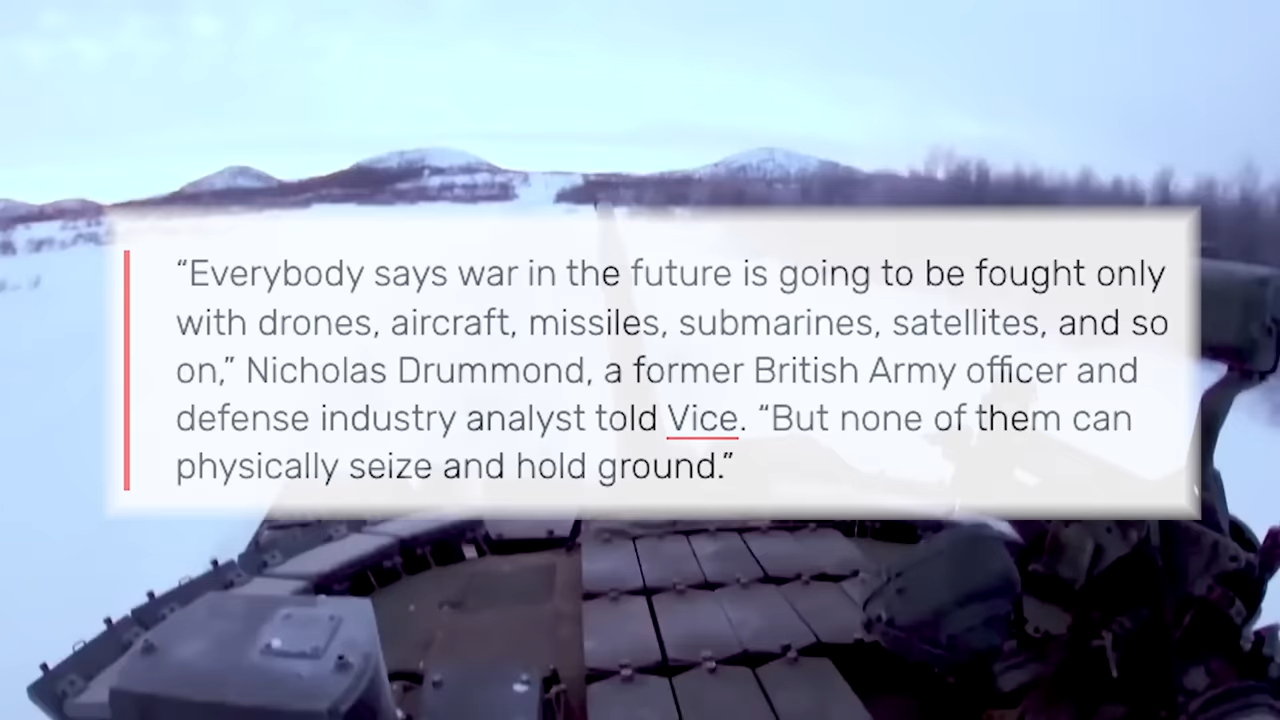 “Everybody says war in the future is going to be fought only
with drones, aircraft, missiles, submarines, satellites, and so
on,” Nicholas Drummond, a former British Army officer and
defense industry analyst told Vice. “But none of them can
physically seize and hold ground.”